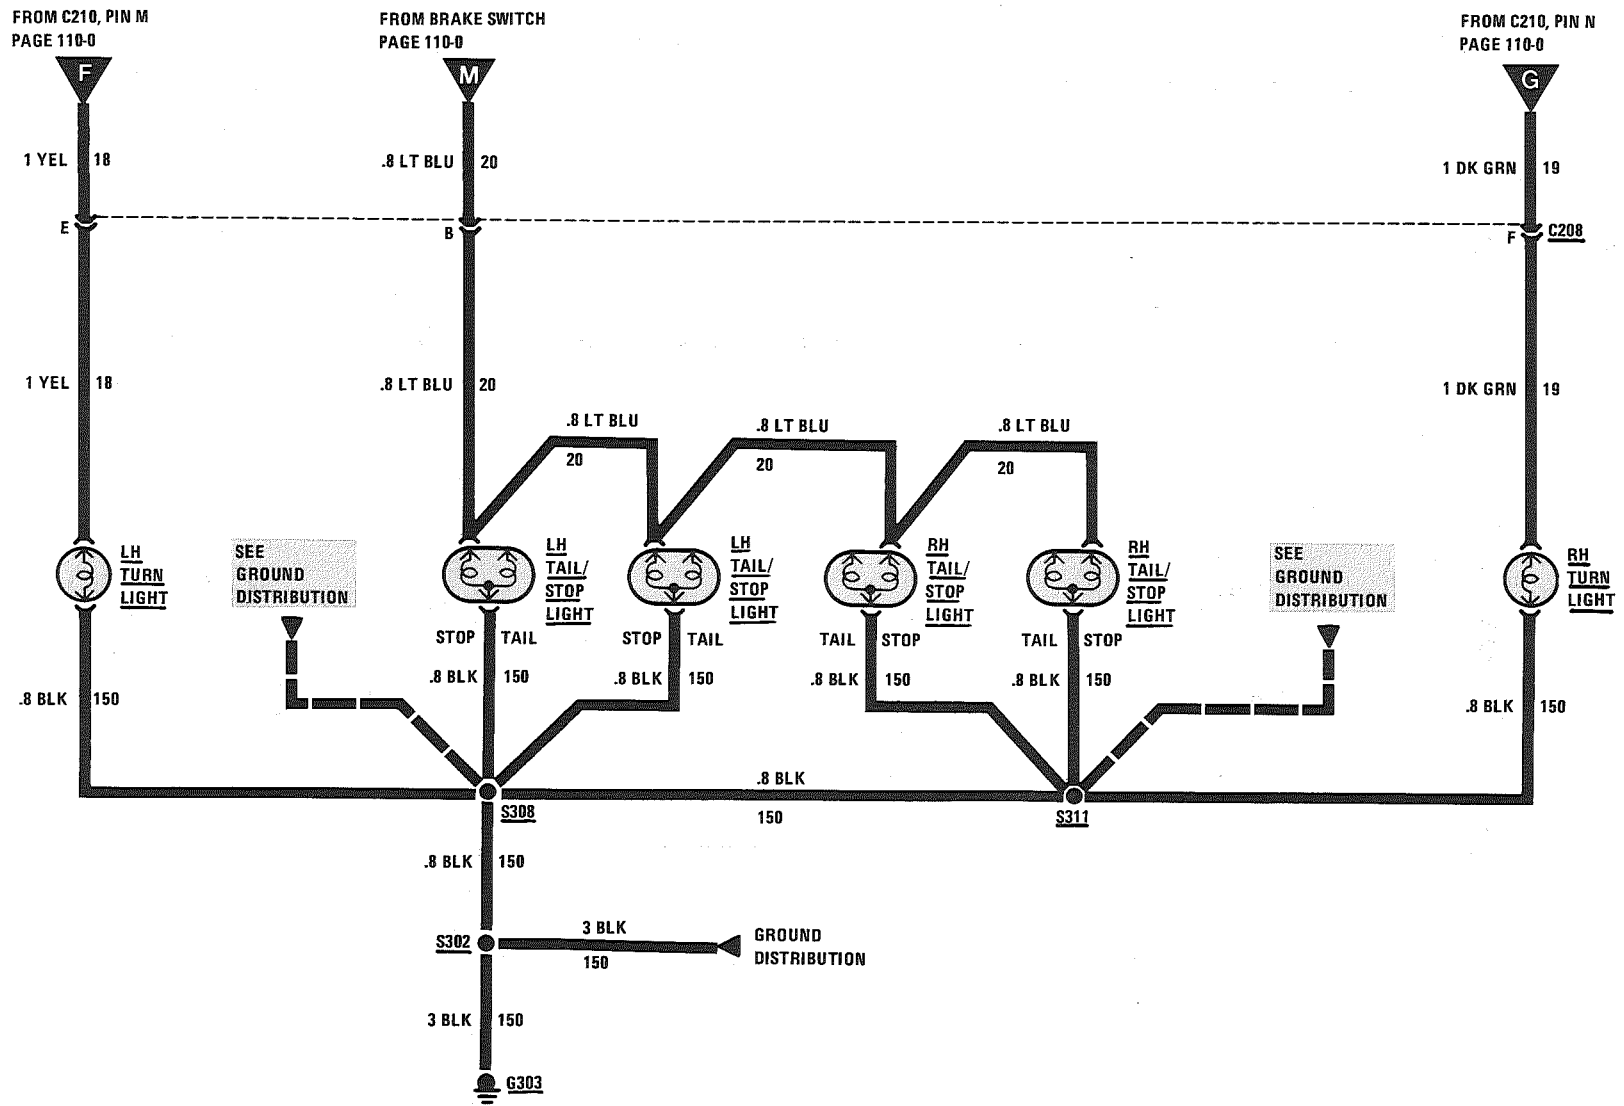 FROM C210, PIN M
PAGE 110-0
F
FROM BRAKE SWITCH
PAGE 110-0
M
FROM C210, PIN N
PAGE 110-0
G
1 YEL 18
.8 LT BLU 20
1 DK GRN 19
E
B
F
C208
1 YEL 18
.8 LT BLU 20
1 DK GRN 19
.8 LT BLU
20
.8 LT BLU
20
.8 LT BLU
20
LH
TURN
LIGHT
SEE
GROUND
DISTRIBUTION
LH
TAIL/
STOP
LIGHT
LH
TAIL/
STOP
LIGHT
RH
TAIL/
STOP
LIGHT
RH
TAIL/
STOP
LIGHT
SEE
GROUND
DISTRIBUTION
RH
TURN
LIGHT
STOP TAIL
STOP TAIL
TAIL STOP
TAIL STOP
.8 BLK 150
.8 BLK 150
.8 BLK 150
.8 BLK 150
.8 BLK 150
.8 BLK 150
.8 BLK
150
S308
S311
.8 BLK 150
S302
3 BLK
150
GROUND
DISTRIBUTION
3 BLK 150
G303